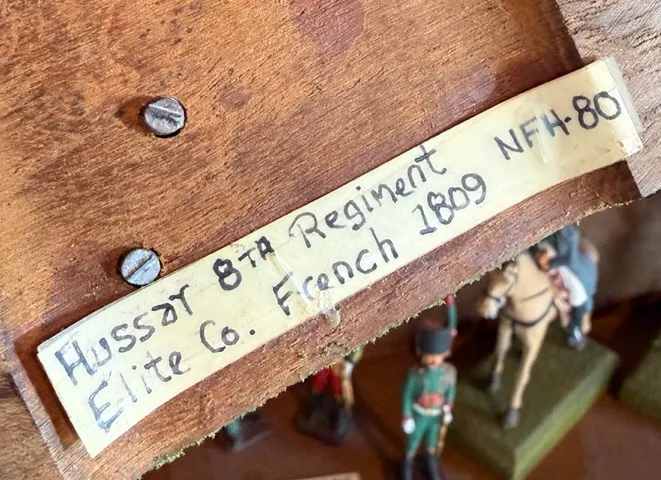 Hussar 8TH Regiment NFH-80
Elite Co. French 1809